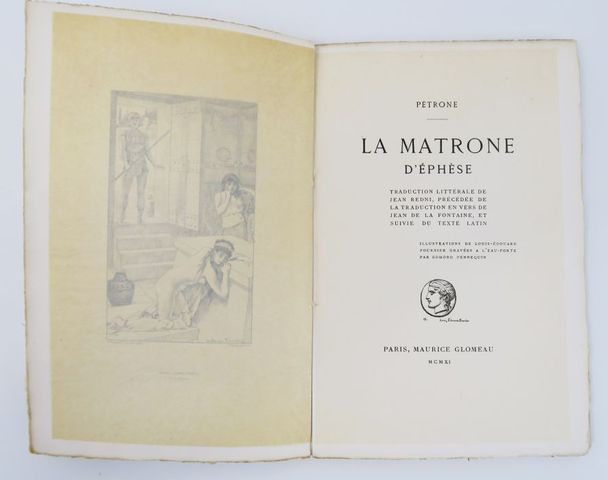 PÉTRONE
LA MATRONE
D'ÉPHÈSE
TRADUCTION LITTÉRALE DE
JEAN REDNI, PRÉCÉDÉE DE
LA TRADUCTION EN VERS DE
JEAN DE LA FONTAINE, ET
SUIVIE DU TEXTE LATIN
ILLUSTRATIONS DE LOUIS-ÉDOUARD
FOURNIER GRAVÉES A L'EAU-FORTE
PAR EDMOND PENNEQUIN
PARIS, MAURICE GLOMEAU
MCMXI